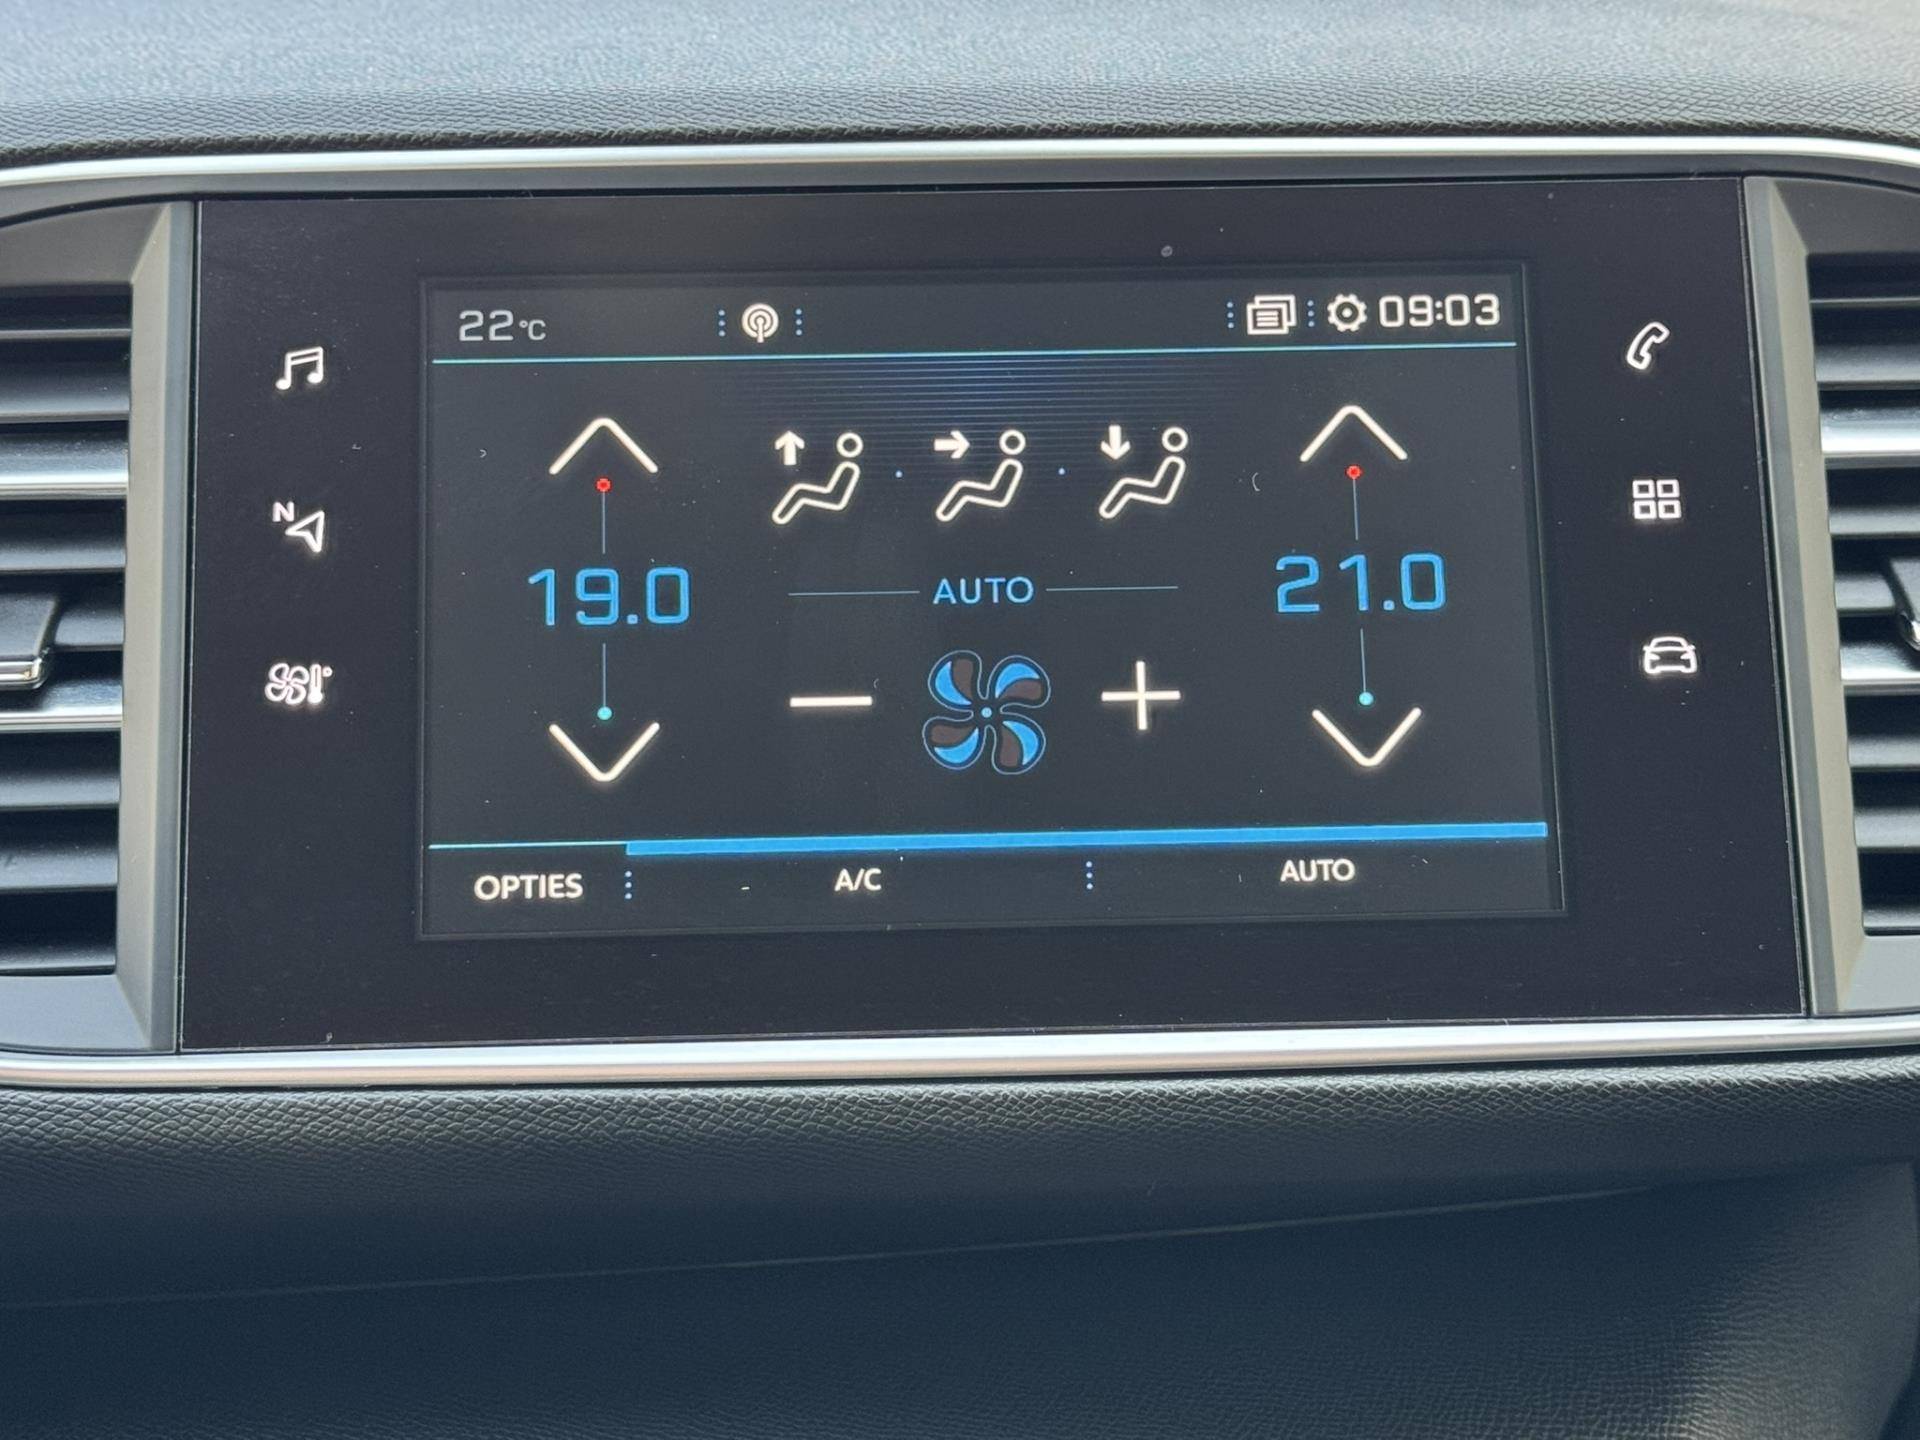 22°C
09:03
N
19.0
AUTO
21.0
OPTIES
A/C
AUTO